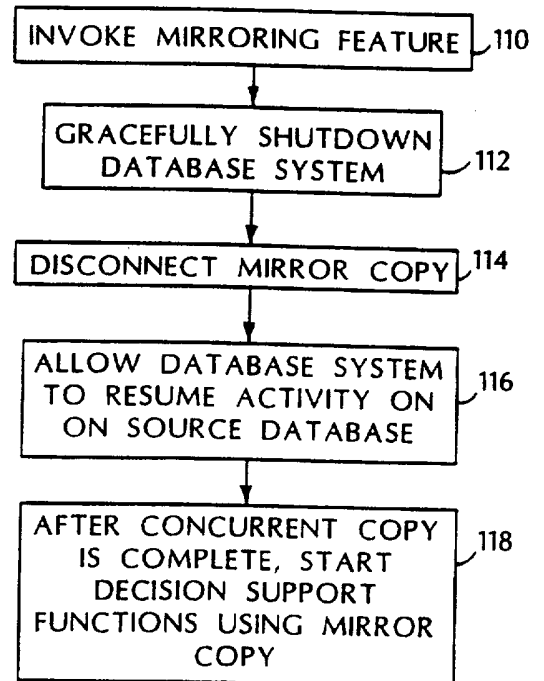 INVOKE MIRRORING FEATURE 110
GRACEFULLY SHUTDOWN
DATABASE SYSTEM 112
DISCONNECT MIRROR COPY 114
ALLOW DATABASE SYSTEM
TO RESUME ACTIVITY ON
ON SOURCE DATABASE
116
AFTER CONCURRENT COPY
IS COMPLETE, START
DECISION SUPPORT
FUNCTIONS USING MIRROR
COPY
118